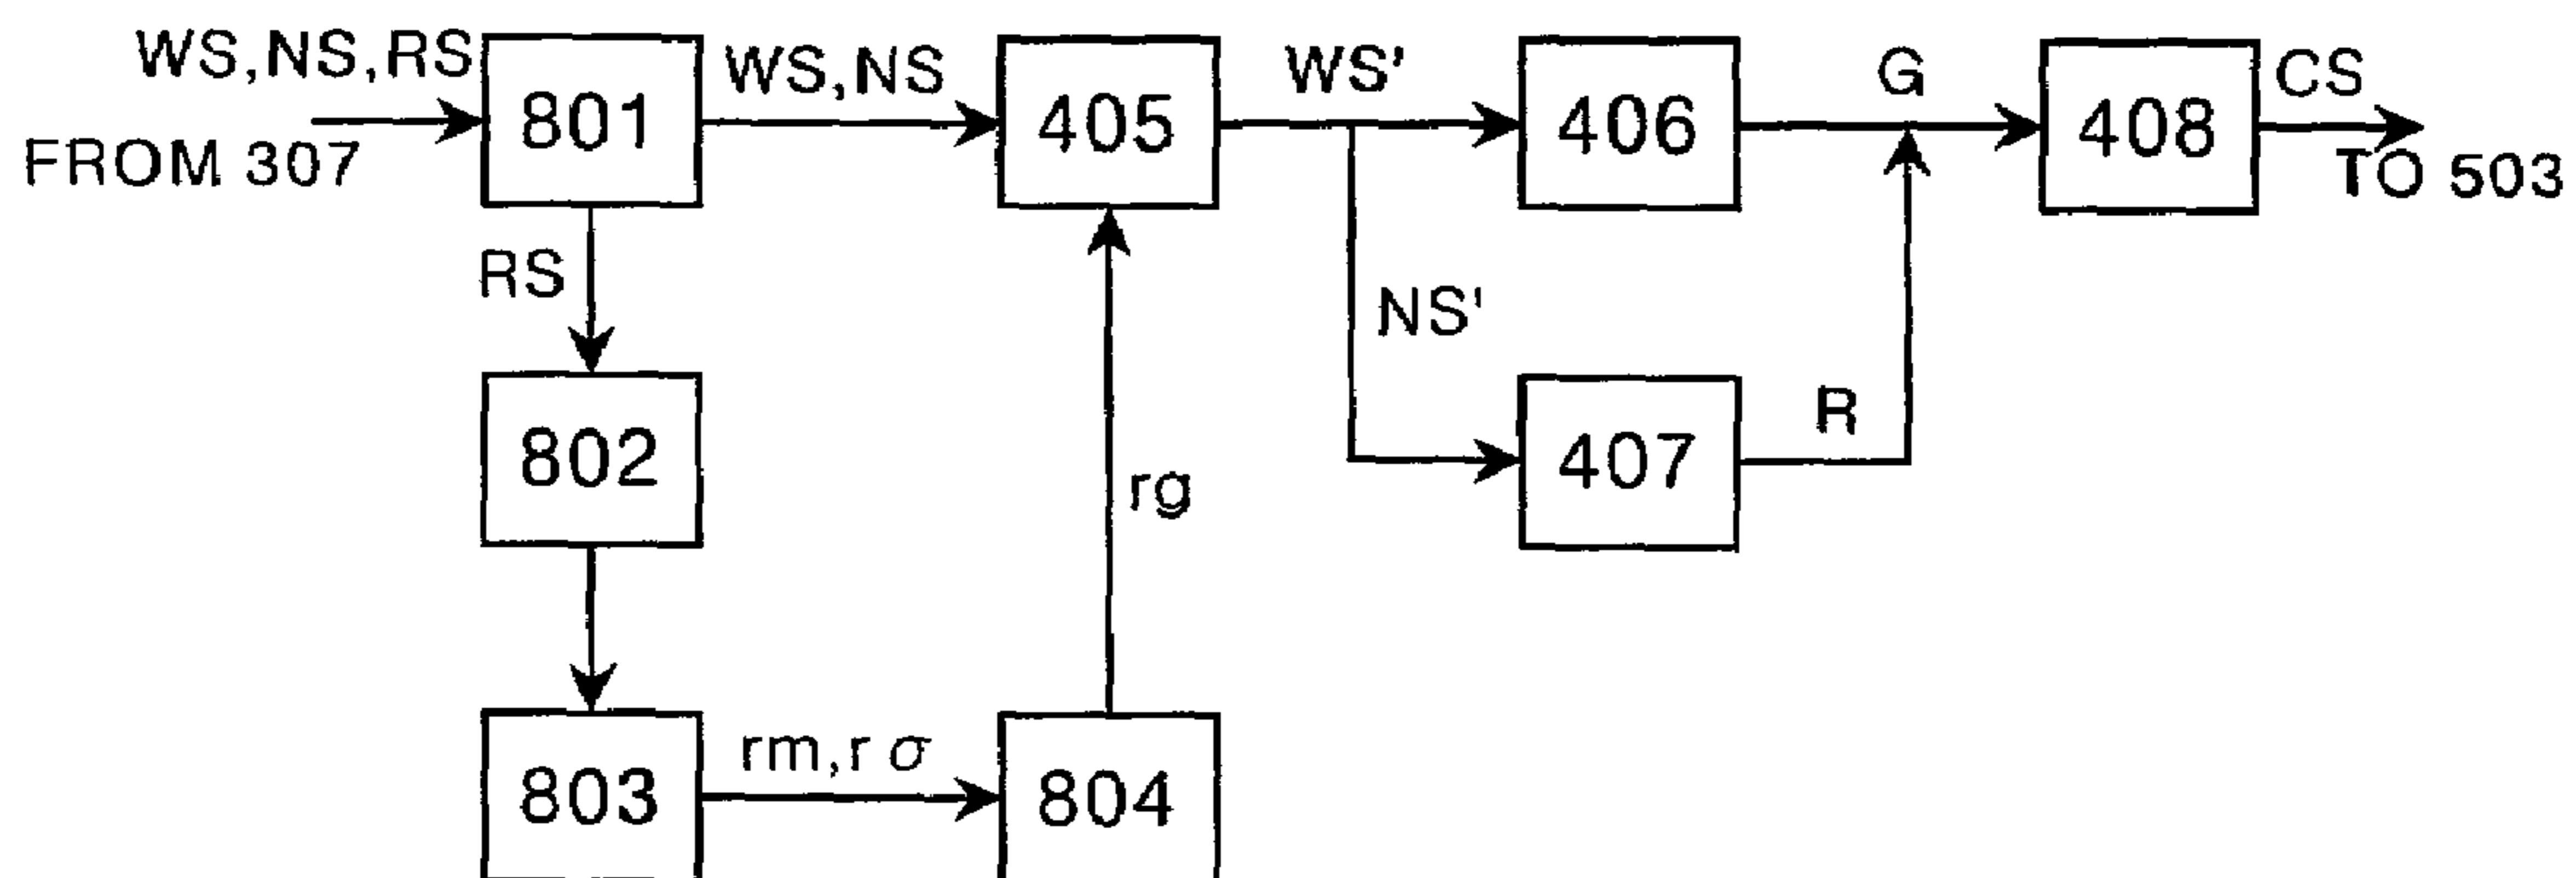 WS,NS,RS
FROM 307
801
WS,NS
405
WS'
406
G
408
CS
TO 503
RS
NS'
802
rg
407
R
803
rm,r σ
804